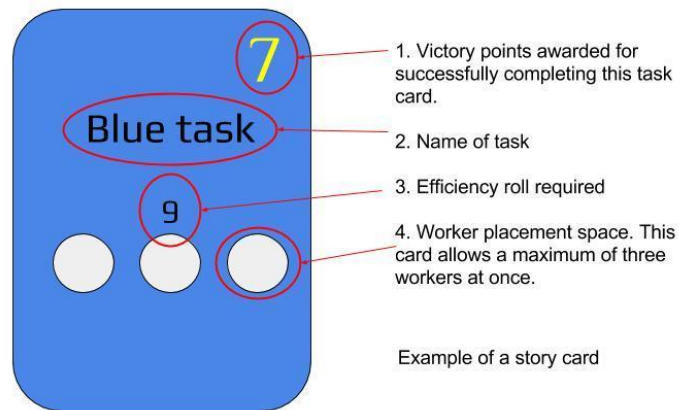 7
Blue task
9
1. Victory points awarded for
successfully completing this task
card.
2. Name of task
3. Efficiency roll required
4. Worker placement space. This
card allows a maximum of three
workers at once.
Example of a story card